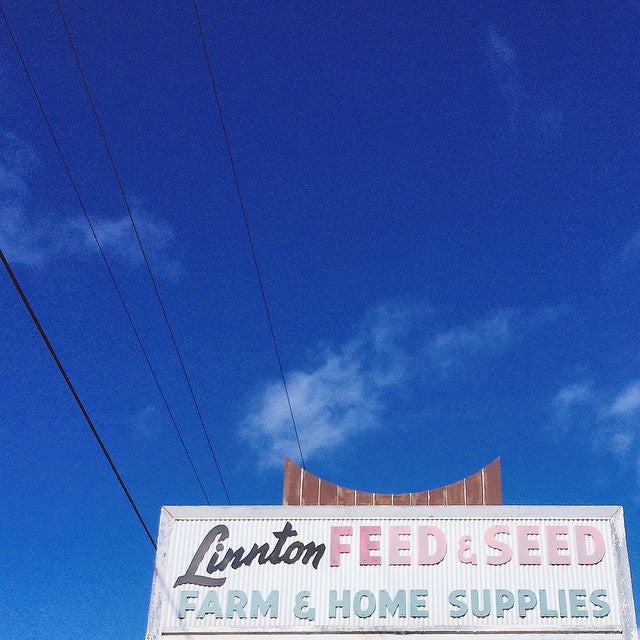 Linnton FEED & SEED
FARM & HOME SUPPLIES